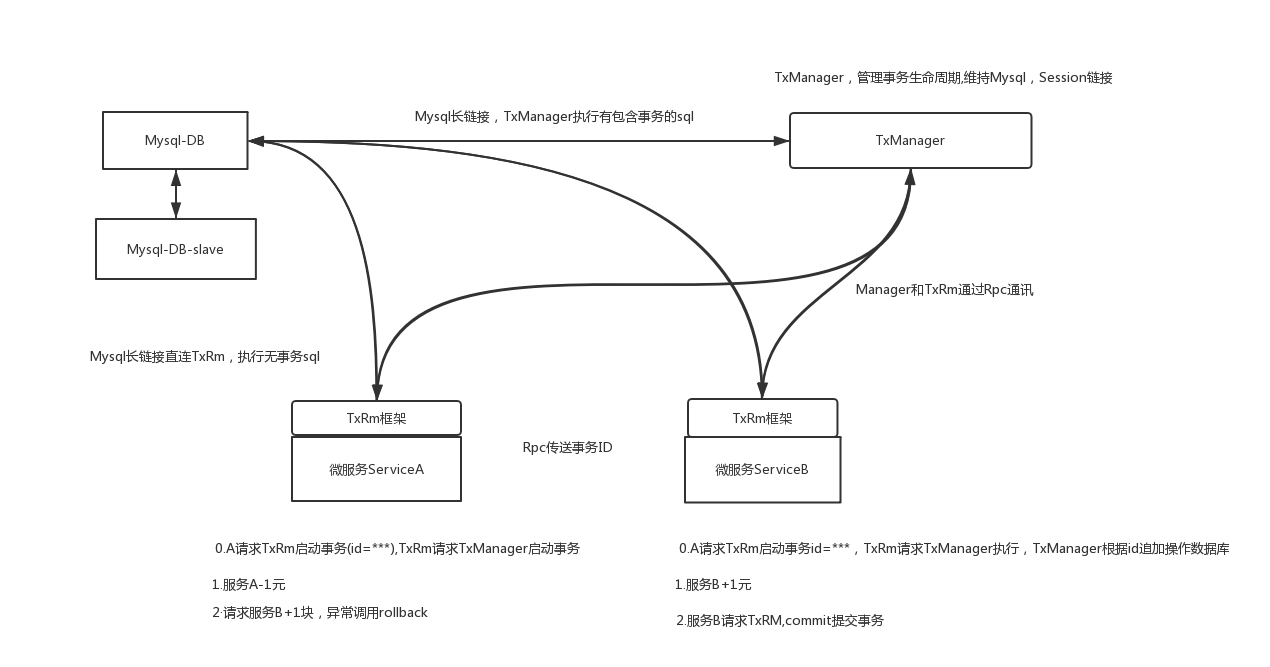 TxManager，管理事务生命周期,维持Mysql，Session链接
Mysql长链接，TxManager执行有包含事务的sql
Mysql-DB
TxManager
Mysql-DB-slave
Manager和TxRm通过Rpc通讯
Mysql长链接直连TxRm，执行无事务sql
TxRm框架
TxRm框架
Rpc传送事务ID
微服务ServiceA
微服务ServiceB
0.A请求TxRm启动事务(id=***),TxRm请求TxManager启动事务
0.A请求TxRm启动事务id=***，TxRm请求TxManager执行，TxManager根据id追加操作数据库
1.服务A-1元
1.服务B+1元
2·请求服务B+1块，异常调用rollback
2.服务B请求TxRM,commit提交事务